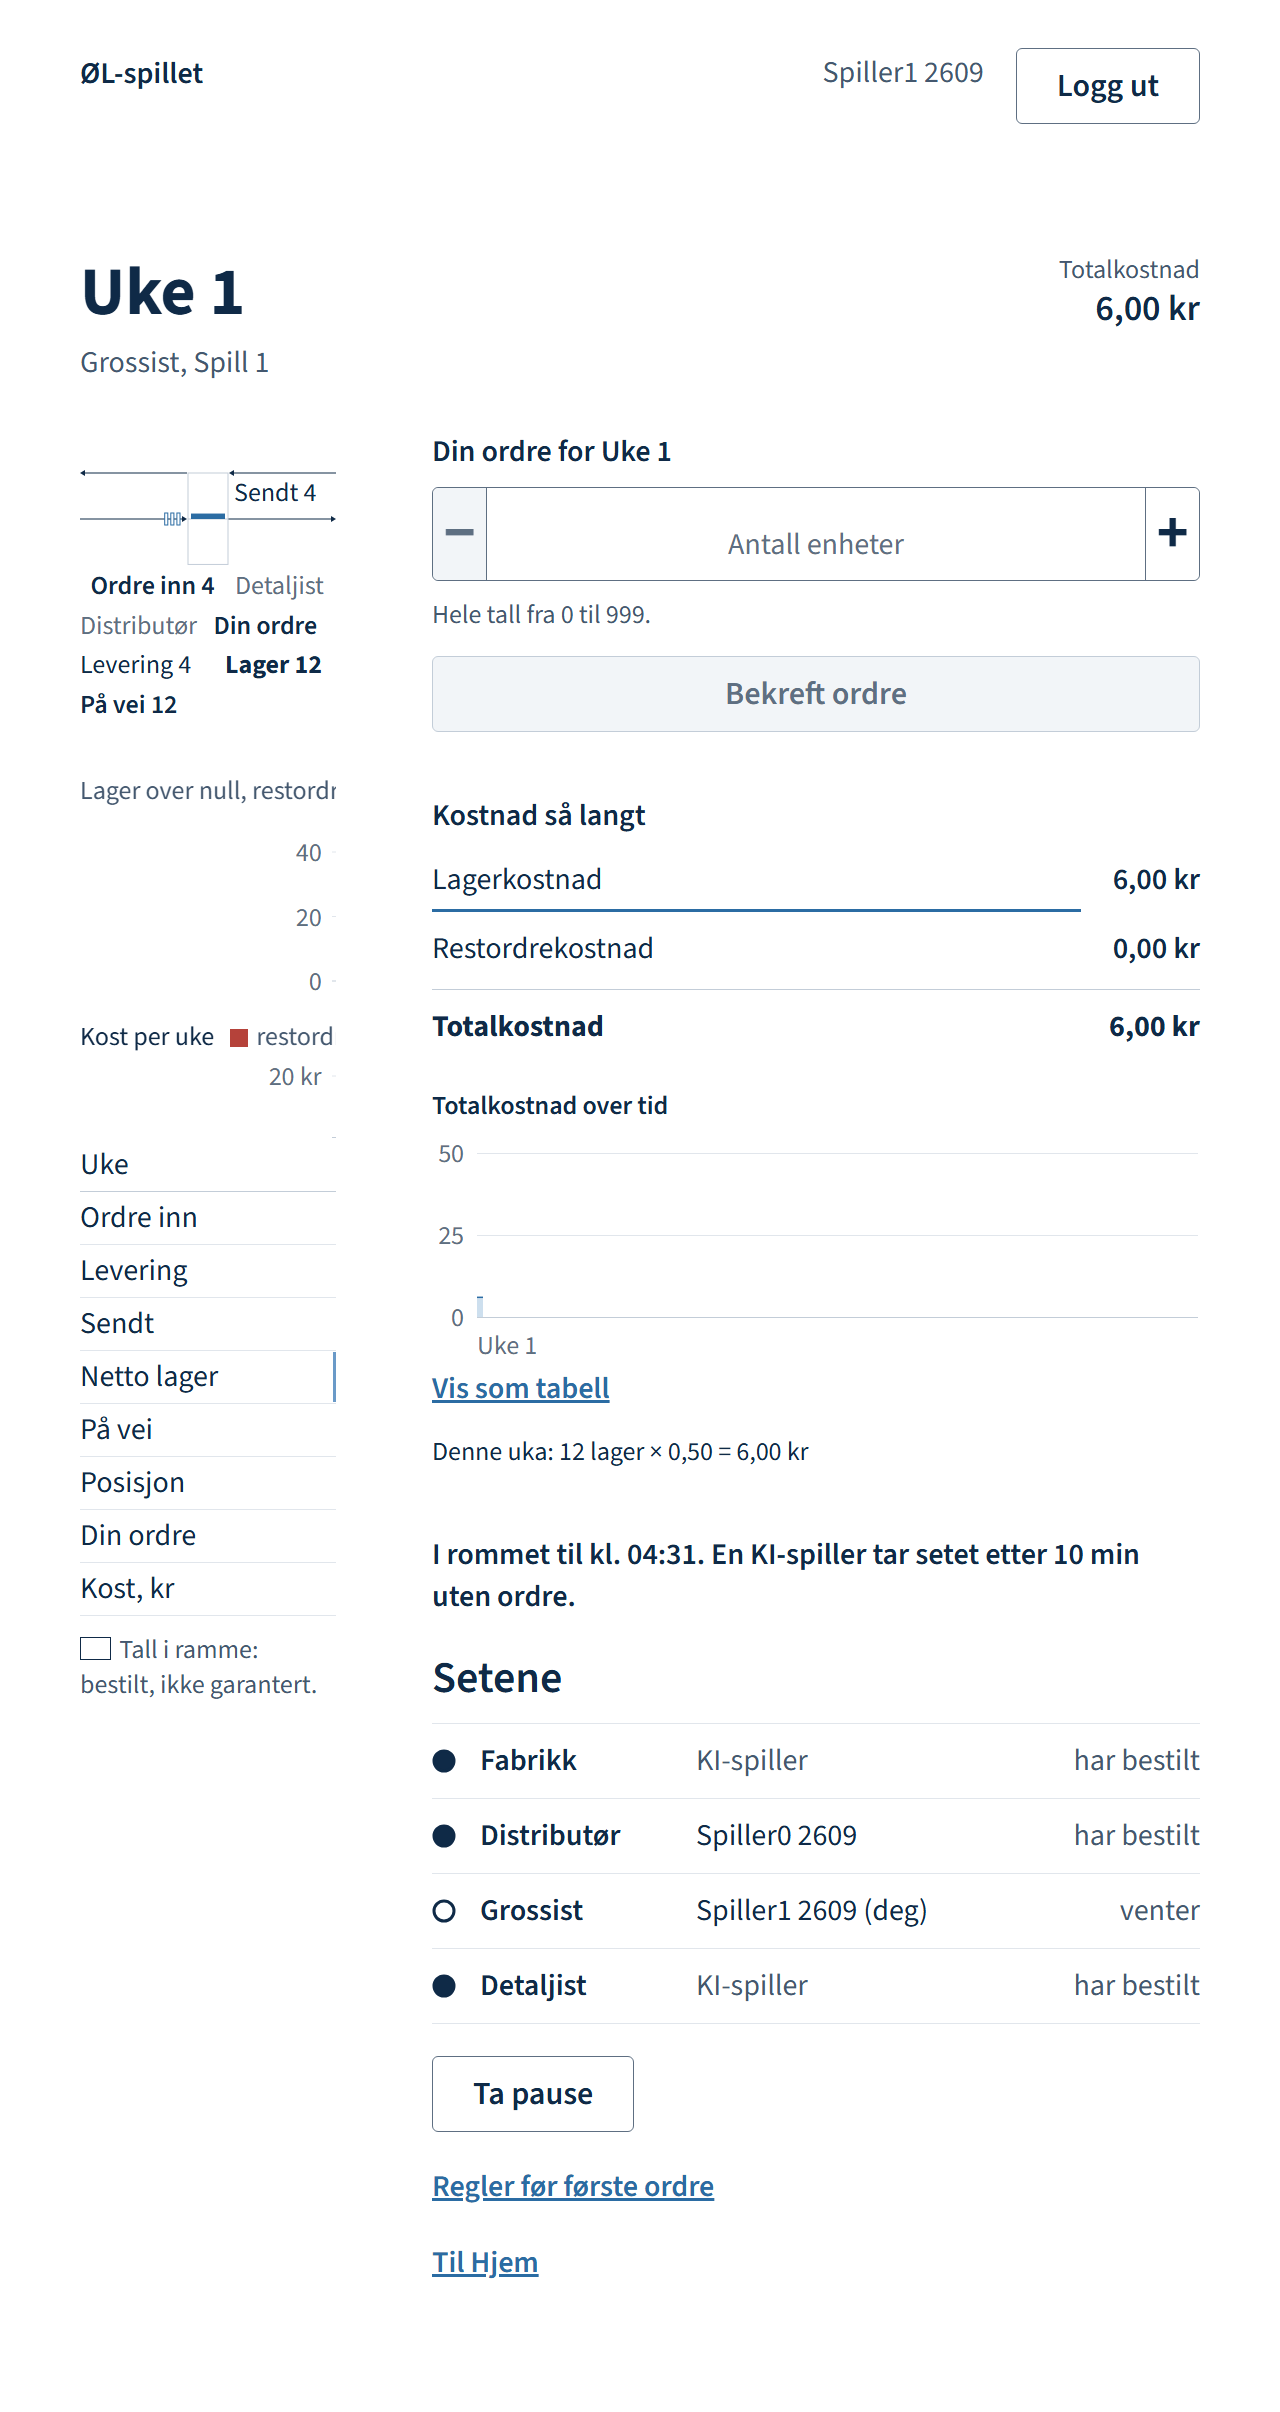 ØL-spillet
Spiller1 2609
Logg ut
Uke 1
Grossist, Spill 1
Totalkostnad
6,00 kr
Sendt 4
Ordre inn 4 Detaljist
Distributør Din ordre
Levering 4 Lager 12
På vei 12
Lager over null, restordr
40
20
0
Kost per uke restord
20 kr
Uke
Ordre inn
Levering
Sendt
Netto lager
På vei
Posisjon
Din ordre
Kost, kr
Tall i ramme:
bestilt, ikke garantert.
Din ordre for Uke 1
− Antall enheter +
Hele tall fra 0 til 999.
Bekreft ordre
Kostnad så langt
Lagerkostnad 6,00 kr
Restordrekostnad 0,00 kr
Totalkostnad 6,00 kr
Totalkostnad over tid
50
25
0
Uke 1
Vis som tabell
Denne uka: 12 lager × 0,50 = 6,00 kr
I rommet til kl. 04:31. En KI-spiller tar setet etter 10 min
uten ordre.
Setene
Fabrikk KI-spiller har bestilt
Distributør Spiller0 2609 har bestilt
Grossist Spiller1 2609 (deg) venter
Detaljist KI-spiller har bestilt
Ta pause
Regler før første ordre
Til Hjem